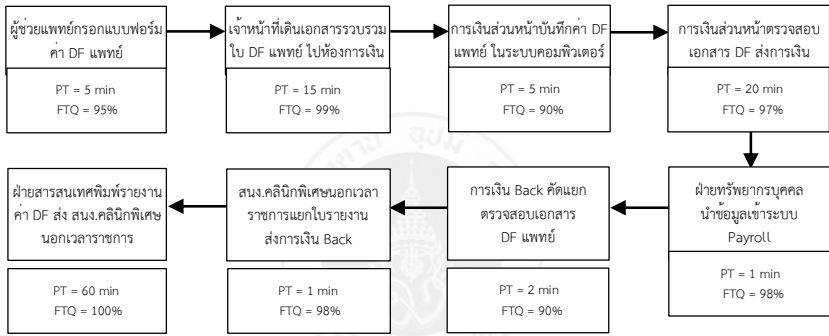 ผู้ช่วยแพทย์กรอกแบบฟอร์ม
ค่า DF แพทย์
PT = 5 min
FTQ = 95%
เจ้าหน้าที่เดินเอกสารรวบรวม
ใบ DF แพทย์ ไปห้องการเงิน
PT = 15 min
FTQ = 99%
การเงินส่วนหน้าบันทึกค่า DF
แพทย์ ในระบบคอมพิวเตอร์
PT = 5 min
FTQ = 90%
การเงินส่วนหน้าตรวจสอบ
เอกสาร DF ส่งการเงิน
PT = 20 min
FTQ = 97%
ฝ่ายสารสนเทศพิมพ์รายงาน
ค่า DF ส่ง สนง.คลินิกพิเศษ
นอกเวลาราชการ
PT = 60 min
FTQ = 100%
สนง.คลินิกพิเศษนอกเวลา
ราชการแยกใบรายงาน
ส่งการเงิน Back
PT = 1 min
FTQ = 98%
การเงิน Back คัดแยก
ตรวจสอบเอกสาร
DF แพทย์
PT = 2 min
FTQ = 90%
ฝ่ายทรัพยากรบุคคล
นำข้อมูลเข้าระบบ
Payroll
PT = 1 min
FTQ = 98%